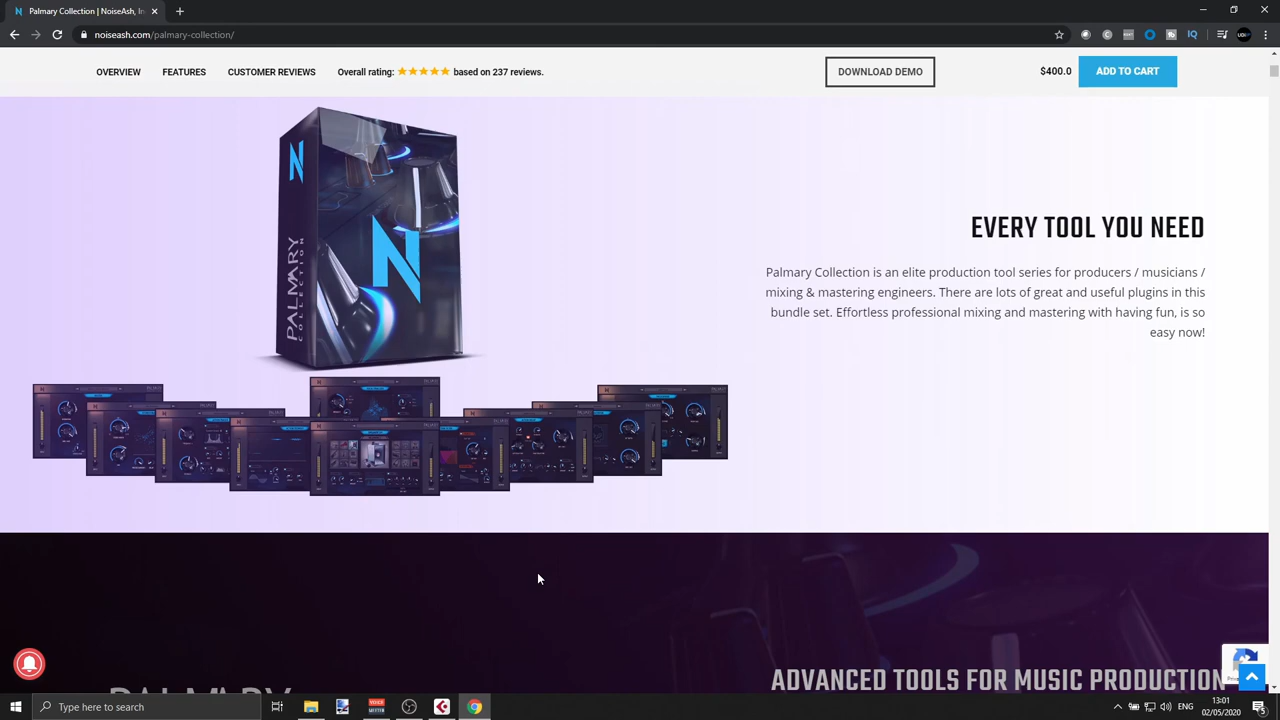 Palmary Collection | NoiseAsh, In
noiseash.com/palmary-collection/
OVERVIEW FEATURES CUSTOMER REVIEWS Overall rating: ★★★★★ based on 237 reviews. DOWNLOAD DEMO $400.0 ADD TO CART
N
N
PALMARY
COLLECTION
EVERY TOOL YOU NEED
Palmary Collection is an elite production tool series for producers / musicians /
mixing & mastering engineers. There are lots of great and useful plugins in this
bundle set. Effortless professional mixing and mastering with having fun, is so
easy now!
ADVANCED TOOLS FOR MUSIC PRODUCTION
PALMARY
Type here to search
ENG
13:01
02/05/2020